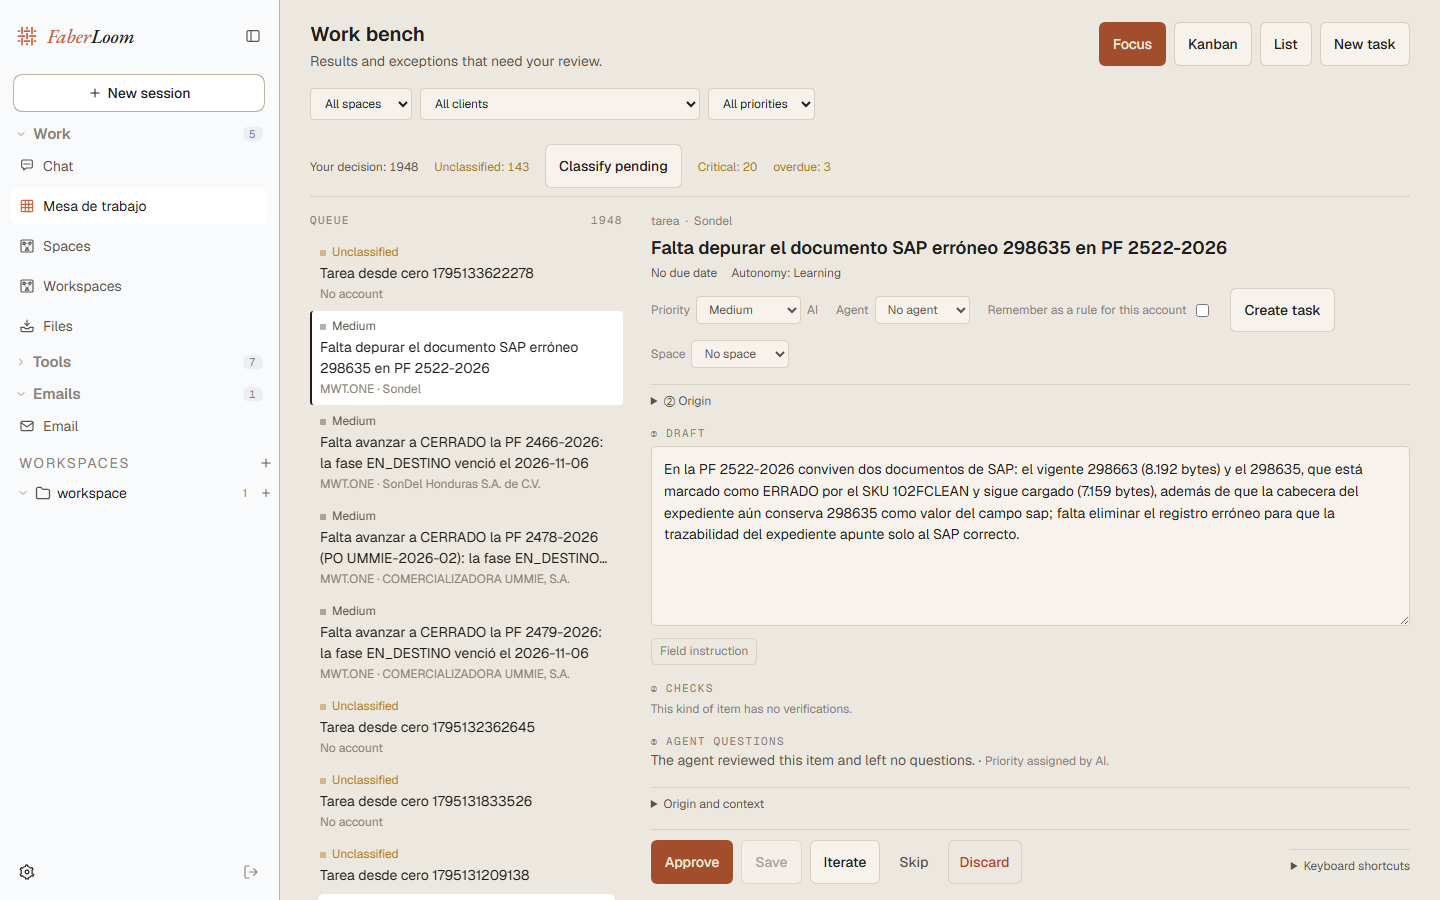 FaberLoom
+ New session
Work 5
Chat
Mesa de trabajo
Spaces
Workspaces
Files
Tools 7
Emails 1
Email
WORKSPACES +
workspace 1 +
Work bench
Results and exceptions that need your review.
Focus
Kanban
List
New task
All spaces
All clients
All priorities
Your decision: 1948
Unclassified: 143
Classify pending
Critical: 20
overdue: 3
QUEUE 1948
Unclassified
Tarea desde cero 1795133622278
No account
Medium
Falta depurar el documento SAP erróneo
298635 en PF 2522-2026
MWT.ONE · Sondel
Medium
Falta avanzar a CERRADO la PF 2466-2026:
la fase EN_DESTINO venció el 2026-11-06
MWT.ONE · SonDel Honduras S.A. de C.V.
Medium
Falta avanzar a CERRADO la PF 2478-2026
(PO UMMIE-2026-02): la fase EN_DESTINO...
MWT.ONE · COMERCIALIZADORA UMMIE, S.A.
Medium
Falta avanzar a CERRADO la PF 2479-2026:
la fase EN_DESTINO venció el 2026-11-06
MWT.ONE · COMERCIALIZADORA UMMIE, S.A.
Unclassified
Tarea desde cero 1795132362645
No account
Unclassified
Tarea desde cero 1795131833526
No account
Unclassified
Tarea desde cero 1795131209138
tarea · Sondel
Falta depurar el documento SAP erróneo 298635 en PF 2522-2026
No due date Autonomy: Learning
Priority Medium AI Agent No agent Remember as a rule for this account Create task
Space No space
② Origin
DRAFT
En la PF 2522-2026 conviven dos documentos de SAP: el vigente 298663 (8.192 bytes) y el 298635, que está
marcado como ERRADO por el SKU 102FCLEAN y sigue cargado (7.159 bytes), además de que la cabecera del
expediente aún conserva 298635 como valor del campo sap; falta eliminar el registro erróneo para que la
trazabilidad del expediente apunte solo al SAP correcto.
Field instruction
CHECKS
This kind of item has no verifications.
AGENT QUESTIONS
The agent reviewed this item and left no questions. · Priority assigned by AI.
Origin and context
Approve
Save
Iterate
Skip
Discard
Keyboard shortcuts